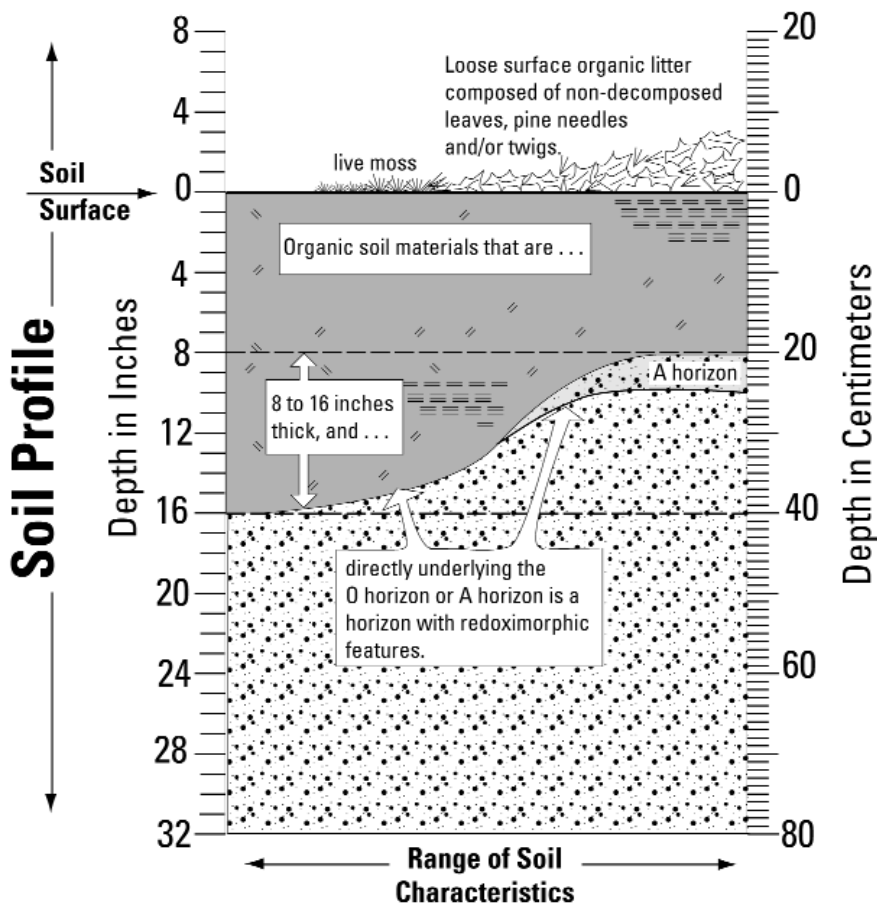 Soil Profile
Soil
Surface
Depth in Inches
8
4
0
4
8
12
16
20
24
28
32
Loose surface organic litter
composed of non-decomposed
leaves, pine needles
and/or twigs.
live moss
Organic soil materials that are . . .
A horizon
8 to 16 inches
thick, and . . .
directly underlying the
O horizon or A horizon is a
horizon with redoximorphic
features.
20
0
20
40
60
80
Depth in Centimeters
Range of Soil
Characteristics